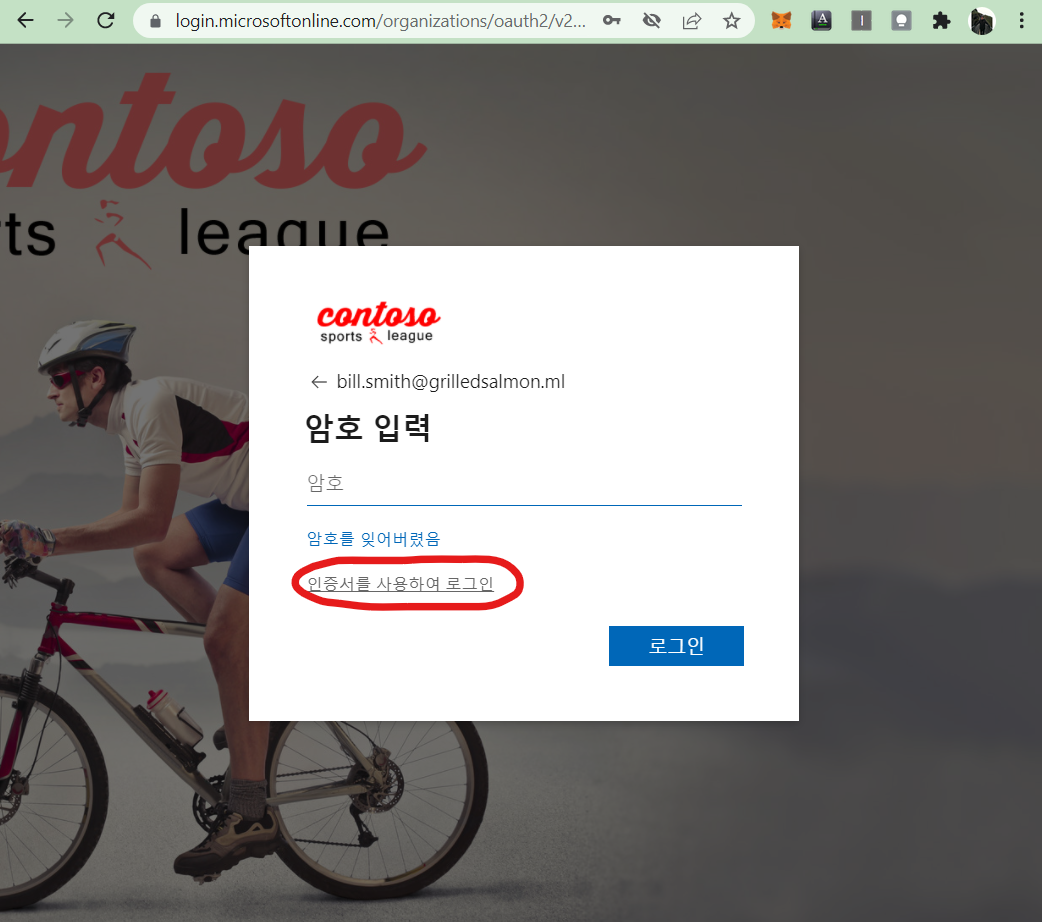 login.microsoftonline.com/organizations/oauth2/v2...
A
I
ontoso
ts league
contoso
sports league
← bill.smith@grilledsalmon.ml
암호 입력
암호
암호를 잊어버렸음
인증서를 사용하여 로그인
로그인